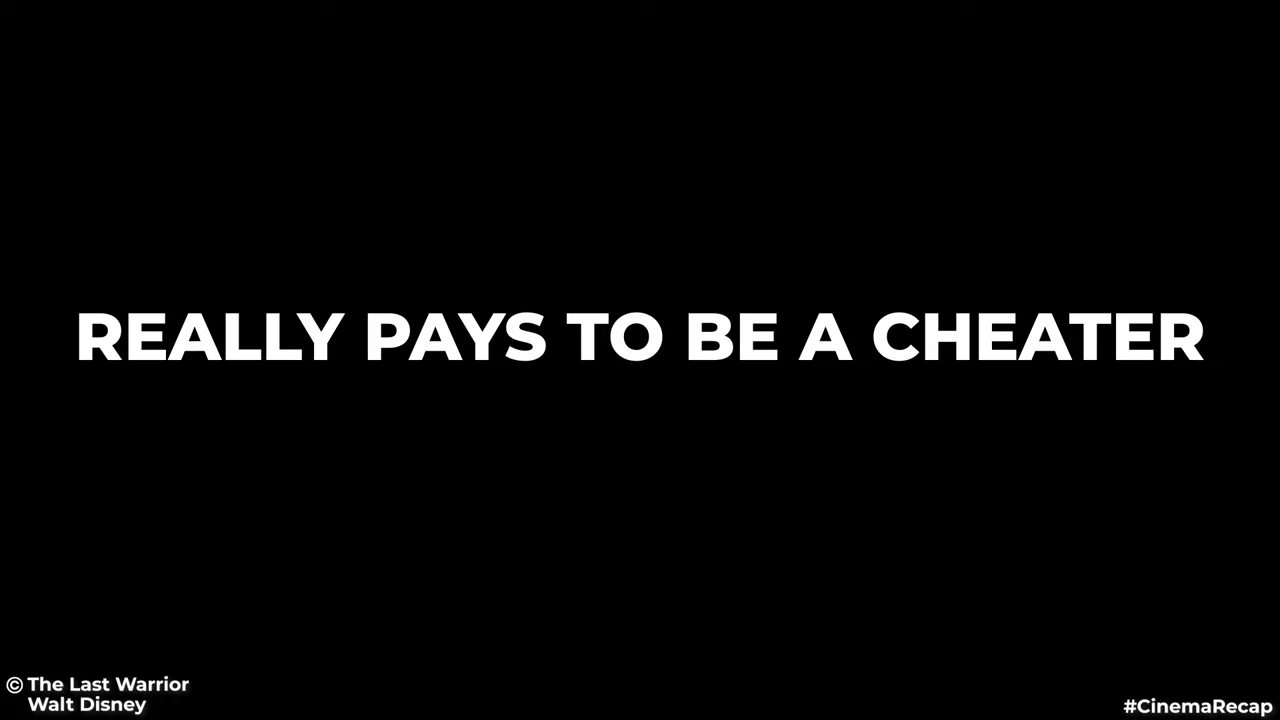 REALLY PAYS TO BE A CHEATER
© The Last Warrior
Walt Disney
#CinemaRecap